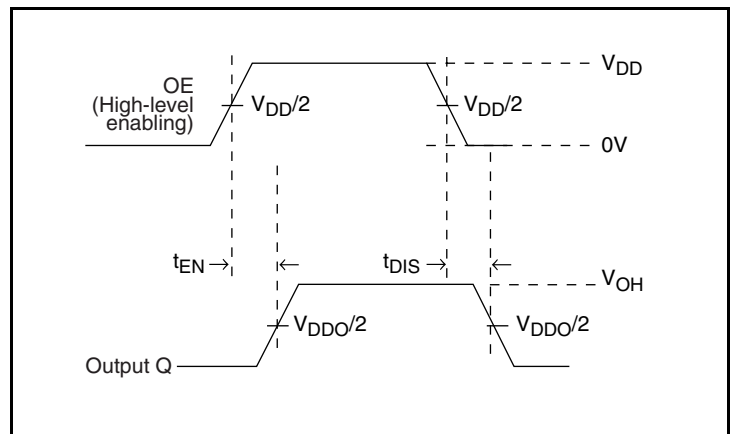 V_DD
OE
(High-level
enabling)
V_DD/2
V_DD/2
0V
t_EN
t_DIS
V_OH
V_DDO/2
V_DDO/2
Output Q